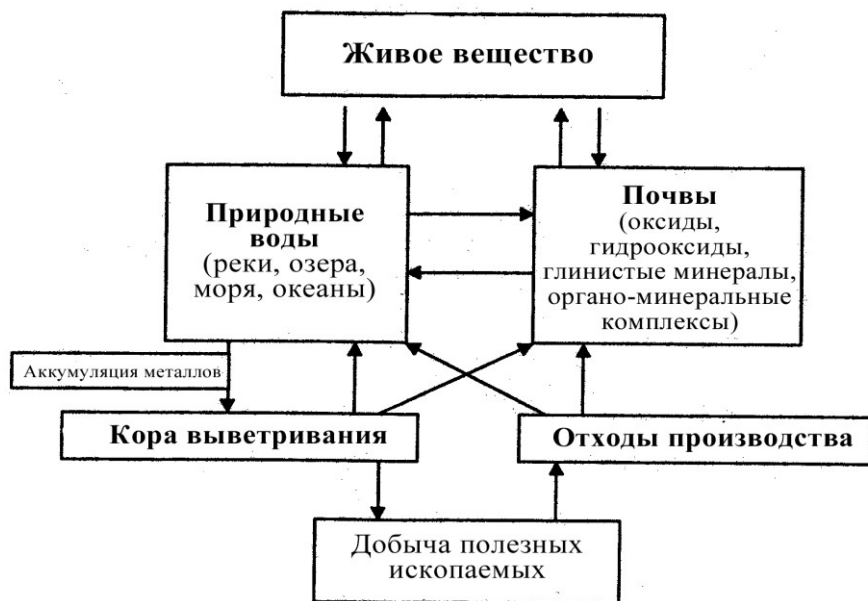 Живое вещество
Природные
воды
(реки, озера,
моря, океаны)
Почвы
(оксиды,
гидрооксиды,
глинистые минералы,
органо-минеральные
комплексы)
Аккумуляция металлов
Кора выветривания
Отходы производства
Добыча полезных
ископаемых